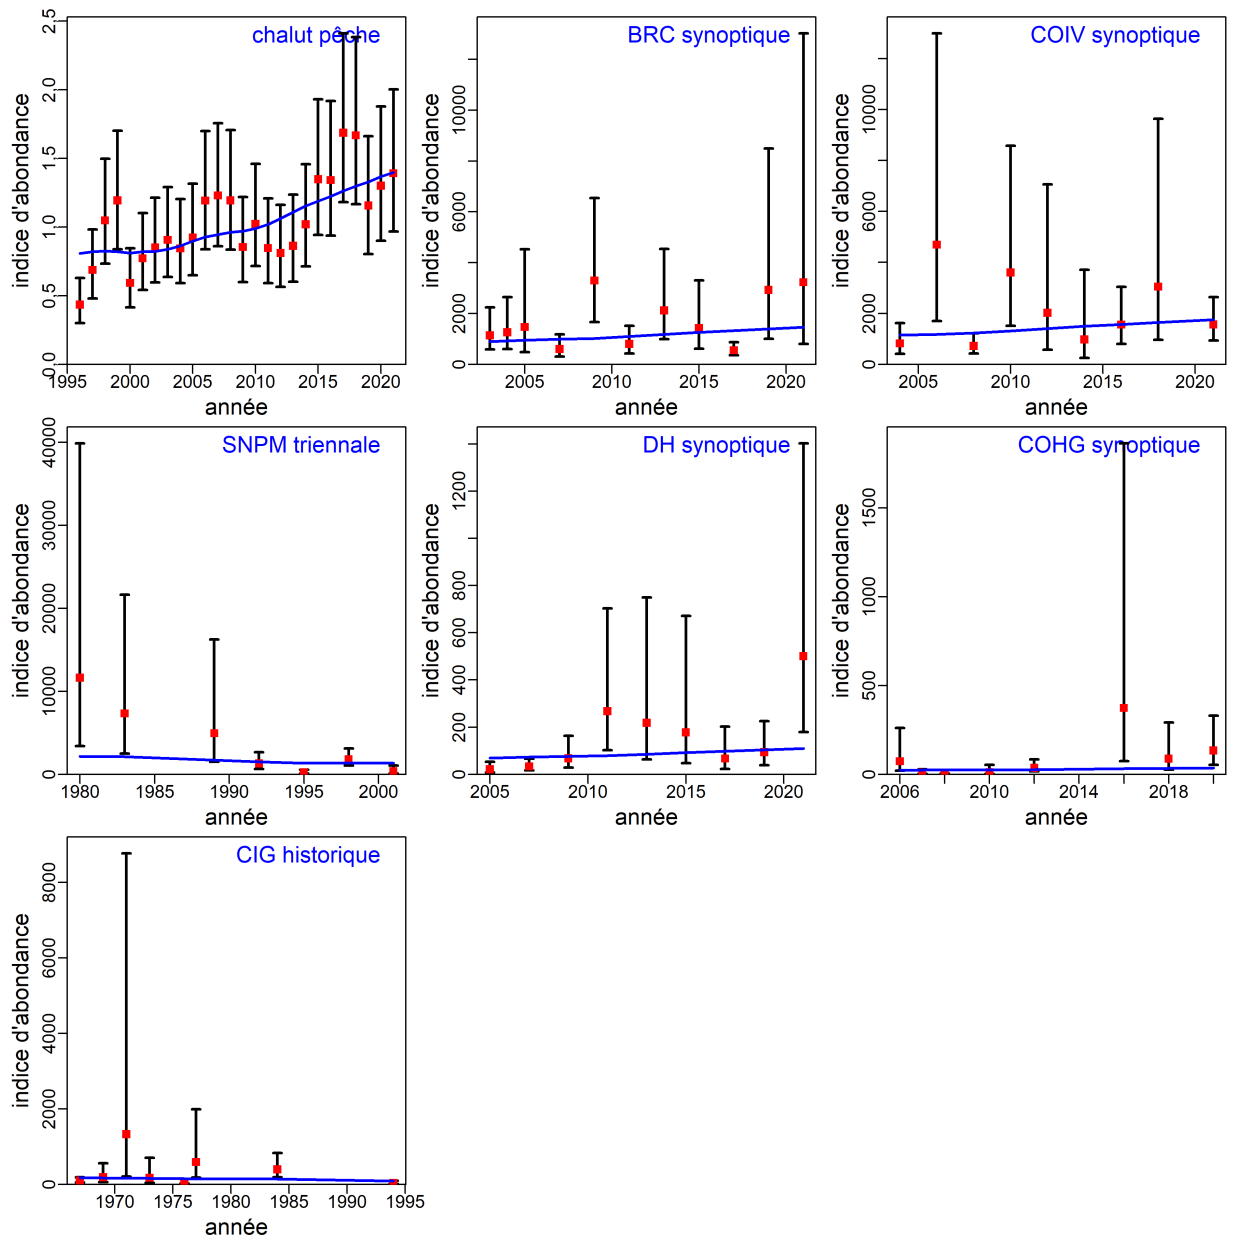 chalut pêche
indice d'abondance
0.0 0.5 1.0 1.5 2.0 2.5
1995 2000 2005 2010 2015 2020
année
BRC synoptique
indice d'abondance
0 2000 6000 10000
2005 2010 2015 2020
année
COIV synoptique
indice d'abondance
0 2000 6000 10000
2005 2010 2015 2020
année
SNPM triennale
indice d'abondance
0 10000 20000 30000 40000
1980 1985 1990 1995 2000
année
DH synoptique
indice d'abondance
0 200 400 600 800 1200
2005 2010 2015 2020
année
COHG synoptique
indice d'abondance
0 500 1000 1500
2006 2010 2014 2018
année
CIG historique
indice d'abondance
0 2000 4000 6000 8000
1970 1975 1980 1985 1990 1995
année